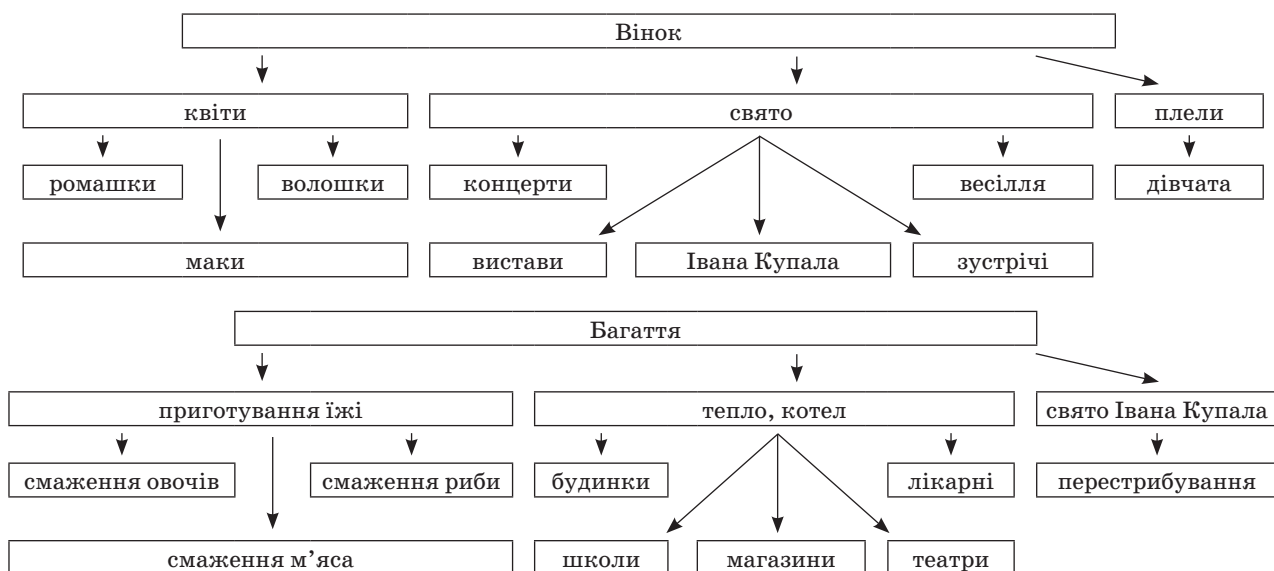 Вінок
квіти свято плели
ромашки волошки концерти весілля дівчата
маки вистави Івана Купала зустрічі
Багаття
приготування їжі тепло, котел свято Івана Купала
смаження овочів смаження риби будинки лікарні перестрибування
смаження м’яса школи магазини театри